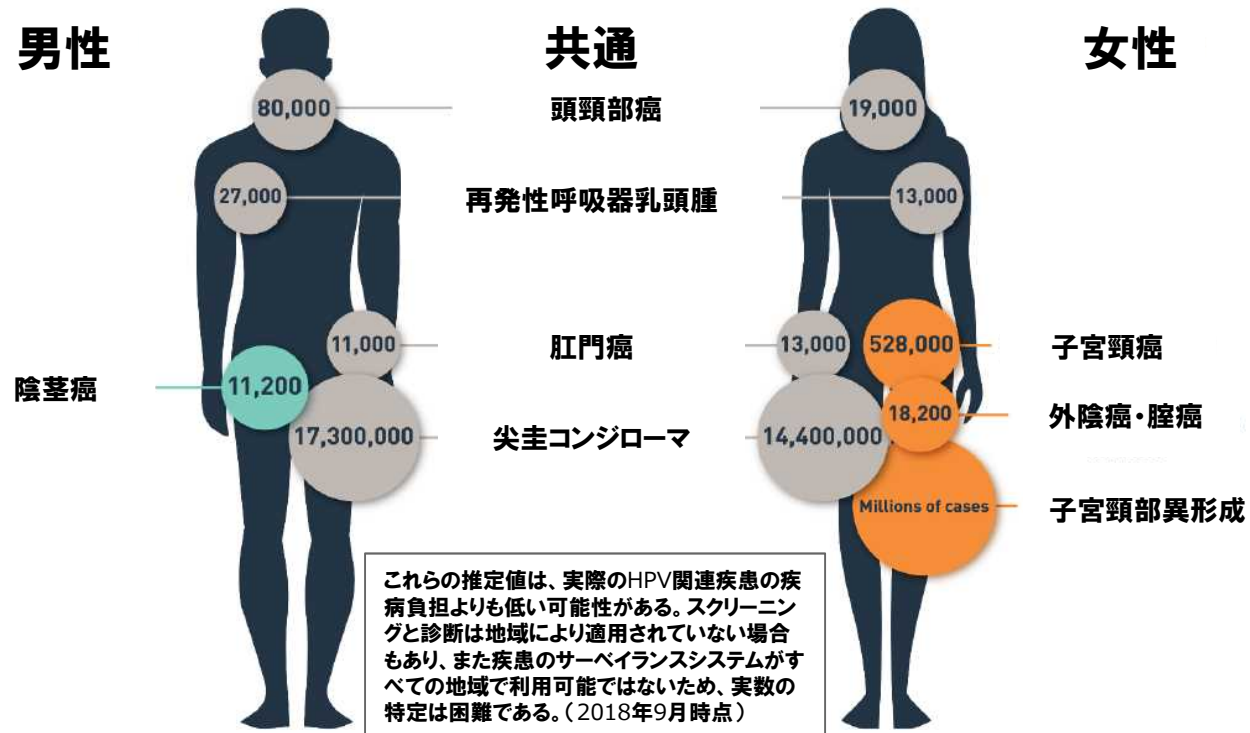 男性
共通
女性
80,000
頭頸部癌
19,000
27,000
再発性呼吸器乳頭腫
13,000
11,000
肛門癌
13,000
528,000
子宮頸癌
陰茎癌
11,200
18,200
外陰癌・腟癌
17,300,000
尖圭コンジローマ
14,400,000
Millions of cases
子宮頸部異形成
これらの推定値は、実際のHPV関連疾患の疾
病負担よりも低い可能性がある。スクリーニン
グと診断は地域により適用されていない場合
もあり、また疾患のサーベイランスシステムがす
べての地域で利用可能ではないため、実数の
特定は困難である。（2018年9月時点）